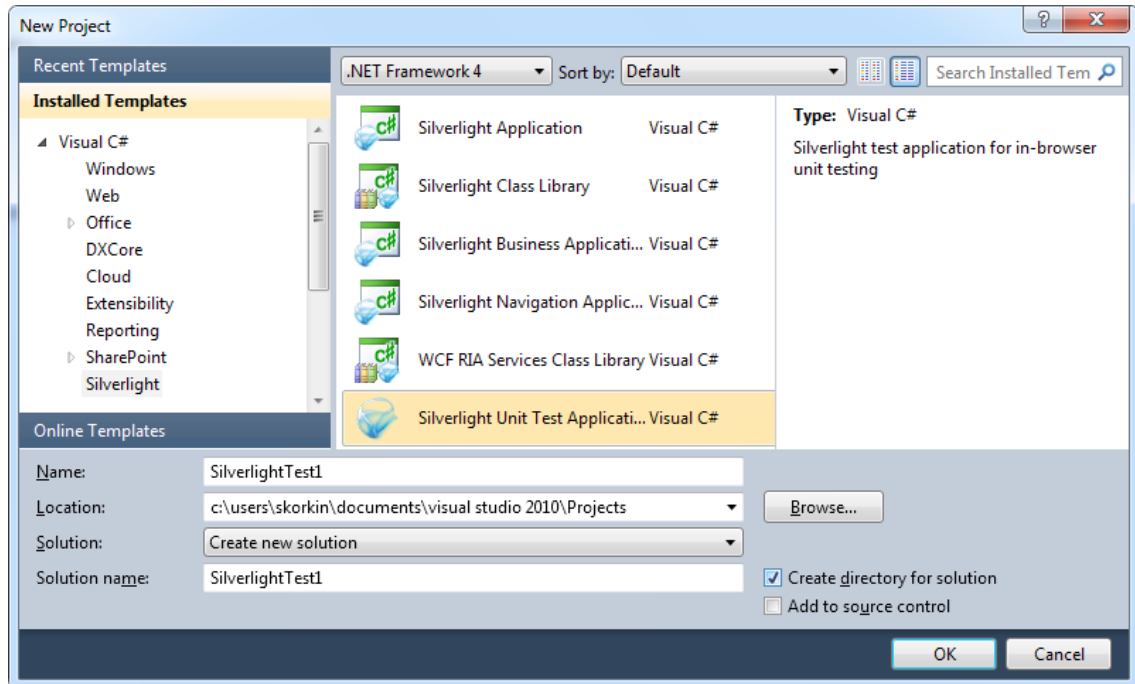 New Project
Recent Templates
Installed Templates
Visual C#
Windows
Web
Office
DXCore
Cloud
Extensibility
Reporting
SharePoint
Silverlight
Online Templates
.NET Framework 4
Sort by: Default
Search Installed Tem
Silverlight Application Visual C#
Silverlight Class Library Visual C#
Silverlight Business Applicati... Visual C#
Silverlight Navigation Applic... Visual C#
WCF RIA Services Class Library Visual C#
Silverlight Unit Test Applicati... Visual C#
Type: Visual C#
Silverlight test application for in-browser
unit testing
Name: SilverlightTest1
Location: c:\users\skorkin\documents\visual studio 2010\Projects
Browse...
Solution: Create new solution
Solution name: SilverlightTest1
Create directory for solution
Add to source control
OK
Cancel